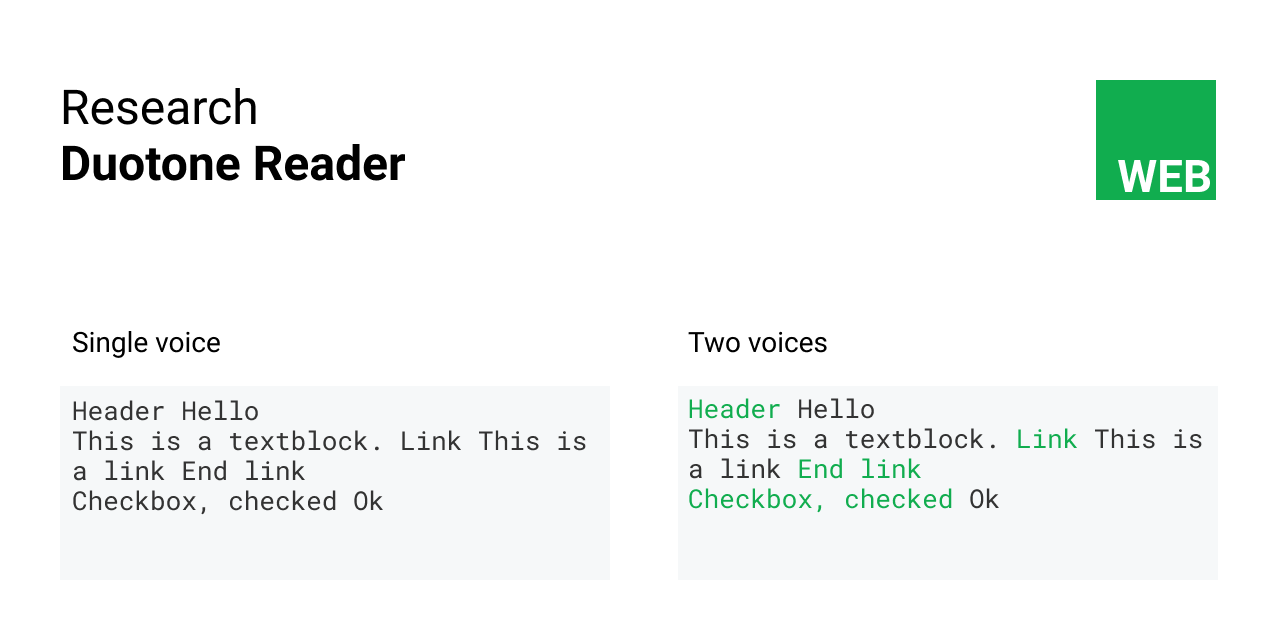 Research
Duotone Reader
WEB
Single voice
Header Hello
This is a textblock. Link This is
a link End link
Checkbox, checked Ok
Two voices
Header Hello
This is a textblock. Link This is
a link End link
Checkbox, checked Ok